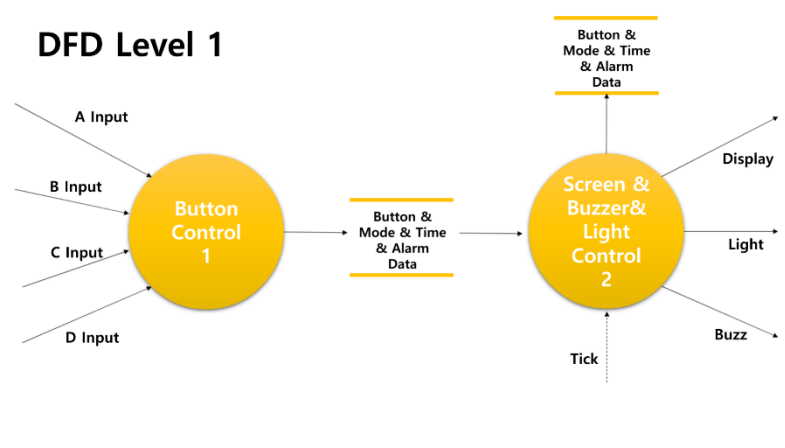 DFD Level 1
A Input
B Input
C Input
D Input
Button
Control
1
Button &
Mode & Time
& Alarm
Data
Button &
Mode & Time
& Alarm
Data
Screen &
Buzzer&
Light
Control
2
Display
Light
Buzz
Tick